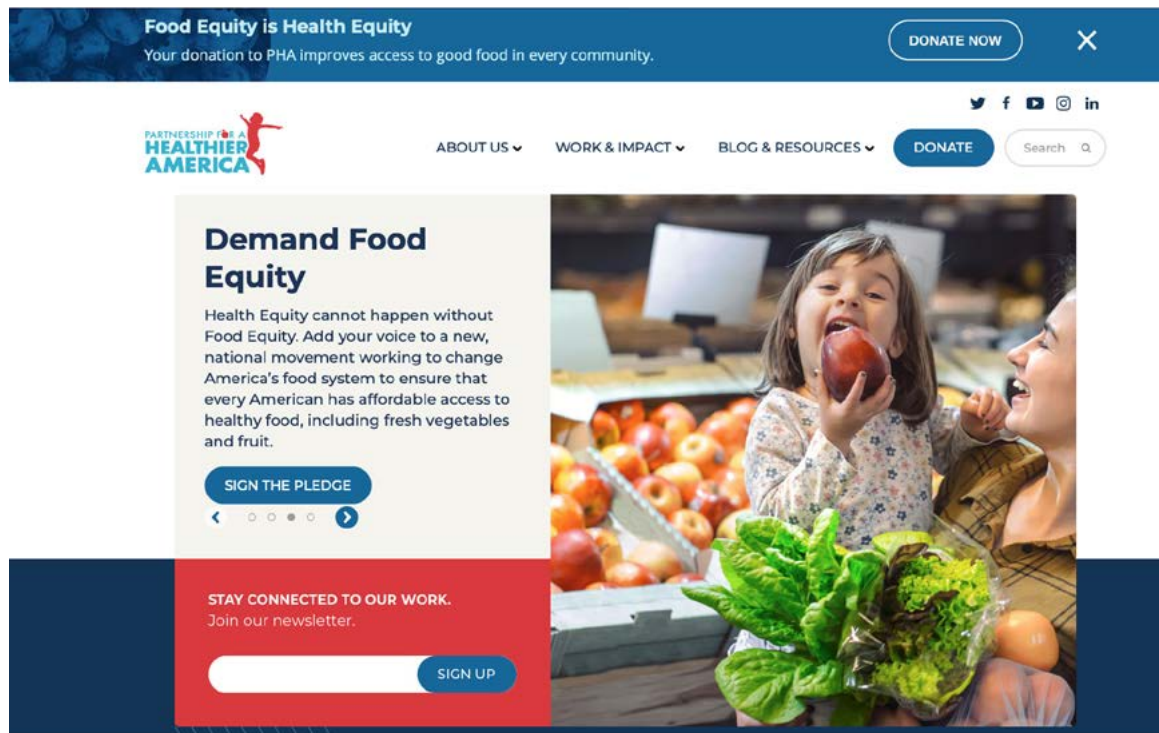 Food Equity is Health Equity
Your donation to PHA improves access to good food in every community.
DONATE NOW
PARTNERSHIP FOR A
HEALTHIER
AMERICA
ABOUT US
WORK & IMPACT
BLOG & RESOURCES
DONATE
Search
Demand Food
Equity
Health Equity cannot happen without
Food Equity. Add your voice to a new,
national movement working to change
America's food system to ensure that
every American has affordable access to
healthy food, including fresh vegetables
and fruit.
SIGN THE PLEDGE
STAY CONNECTED TO OUR WORK.
Join our newsletter.
SIGN UP